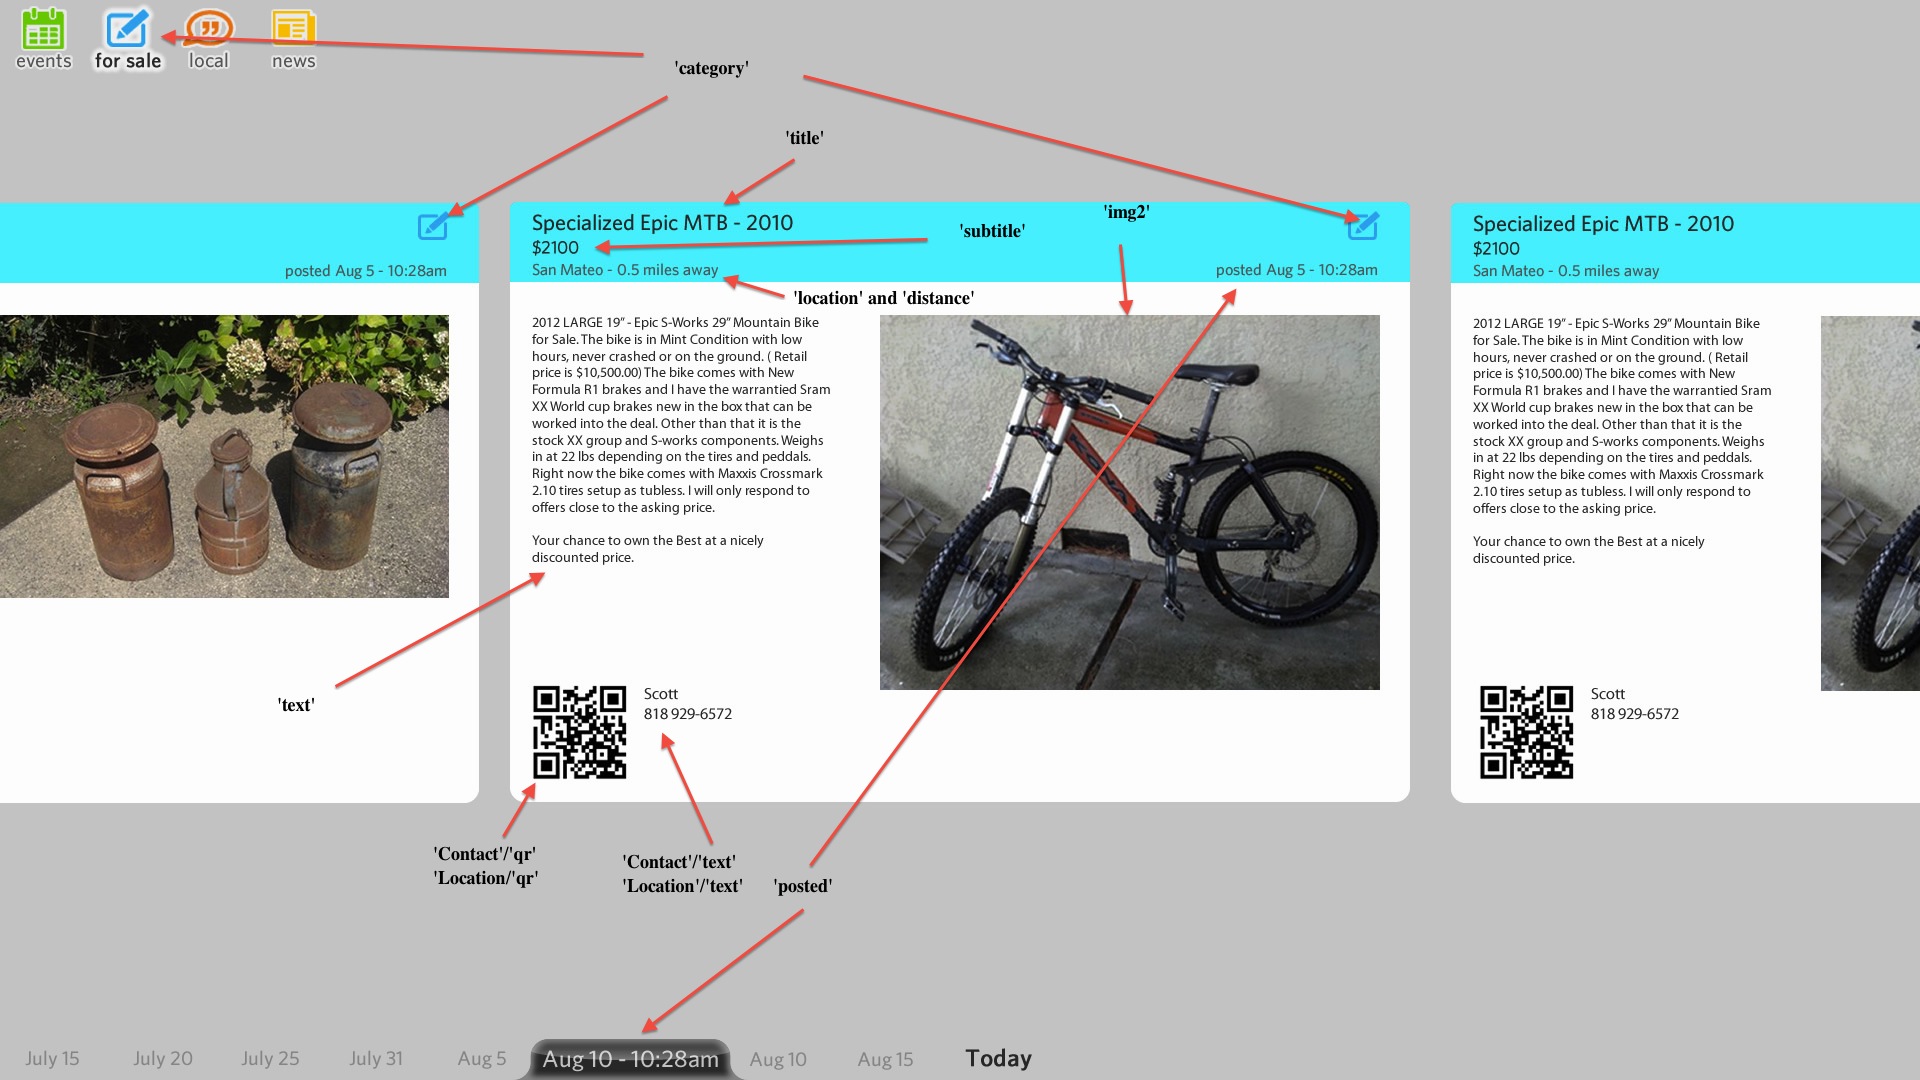 events
for sale
local
news
'category'
'title'
posted Aug 5 - 10:28am
Specialized Epic MTB - 2010
$2100
San Mateo - 0.5 miles away
'subtitle'
'img2'
posted Aug 5 - 10:28am
'location' and 'distance'
2012 LARGE 19” - Epic S-Works 29” Mountain Bike
for Sale. The bike is in Mint Condition with low
hours, never crashed or on the ground. ( Retail
price is $10,500.00) The bike comes with New
Formula R1 brakes and I have the warrantied Sram
XX World cup brakes new in the box that can be
worked into the deal. Other than that it is the
stock XX group and S-works components. Weighs
in at 22 lbs depending on the tires and peddals.
Right now the bike comes with Maxxis Crossmark
2.10 tires setup as tubless. I will only respond to
offers close to the asking price.
Your chance to own the Best at a nicely
discounted price.
'text'
Scott
818 929-6572
Specialized Epic MTB - 2010
$2100
San Mateo - 0.5 miles away
2012 LARGE 19” - Epic S-Works 29” Mountain Bike
for Sale. The bike is in Mint Condition with low
hours, never crashed or on the ground. ( Retail
price is $10,500.00) The bike comes with New
Formula R1 brakes and I have the warrantied Sram
XX World cup brakes new in the box that can be
worked into the deal. Other than that it is the
stock XX group and S-works components. Weighs
in at 22 lbs depending on the tires and peddals.
Right now the bike comes with Maxxis Crossmark
2.10 tires setup as tubless. I will only respond to
offers close to the asking price.
Your chance to own the Best at a nicely
discounted price.
Scott
818 929-6572
'Contact'/'qr'
'Location/'qr'
'Contact'/'text'
'Location'/'text'
'posted'
July 15
July 20
July 25
July 31
Aug 5
Aug 10 - 10:28am
Aug 10
Aug 15
Today